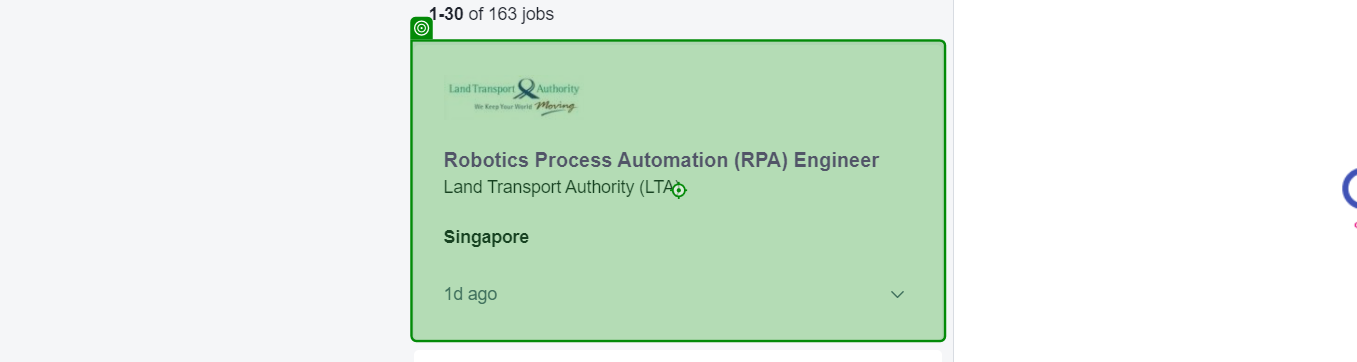 1-30 of 163 jobs
Land Transport Authority
We Keep Your World Moving
Robotics Process Automation (RPA) Engineer
Land Transport Authority (LTA)
Singapore
1d ago